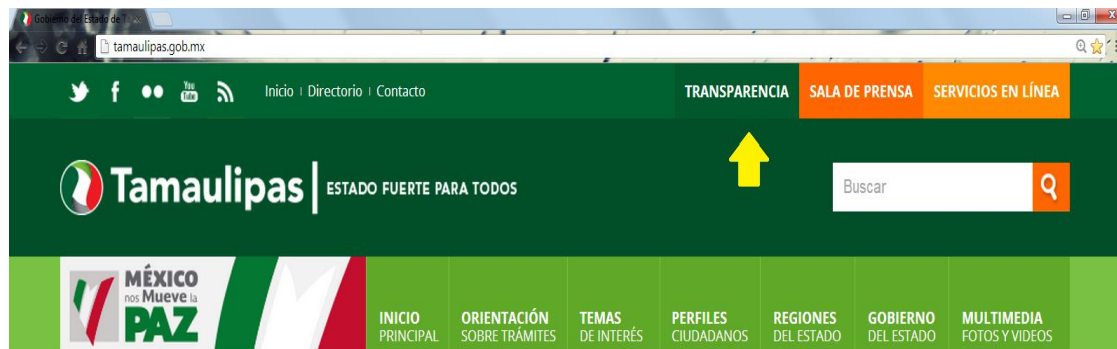 Gobierno del Estado de T
tamaulipas.gob.mx
You Tube
Inicio | Directorio | Contacto
TRANSPARENCIA
SALA DE PRENSA
SERVICIOS EN LÍNEA
Tamaulipas | ESTADO FUERTE PARA TODOS
Buscar
MÉXICO
nos Mueve la
PAZ
INICIO
PRINCIPAL
ORIENTACIÓN
SOBRE TRÁMITES
TEMAS
DE INTERÉS
PERFILES
CIUDADANOS
REGIONES
DEL ESTADO
GOBIERNO
DEL ESTADO
MULTIMEDIA
FOTOS Y VIDEOS